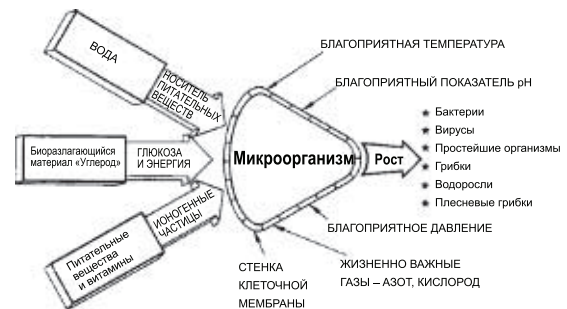 ВОДА
НОСИТЕЛЬ
ПИТАТЕЛЬНЫХ
ВЕЩЕСТВ
Биоразлагающийся
материал «Углерод»
ГЛЮКОЗА
И ЭНЕРГИЯ
Питательные
вещества
и витамины
ИОНОГЕННЫЕ
ЧАСТИЦЫ
Микроорганизм
БЛАГОПРИЯТНАЯ ТЕМПЕРАТУРА
БЛАГОПРИЯТНЫЙ ПОКАЗАТЕЛЬ pH
Рост
Бактерии
Вирусы
Простейшие организмы
Грибки
Водоросли
Плесневые грибки
БЛАГОПРИЯТНОЕ ДАВЛЕНИЕ
ЖИЗНЕННО ВАЖНЫЕ
ГАЗЫ – АЗОТ, КИСЛОРОД
СТЕНКА
КЛЕТОЧНОЙ
МЕМБРАНЫ